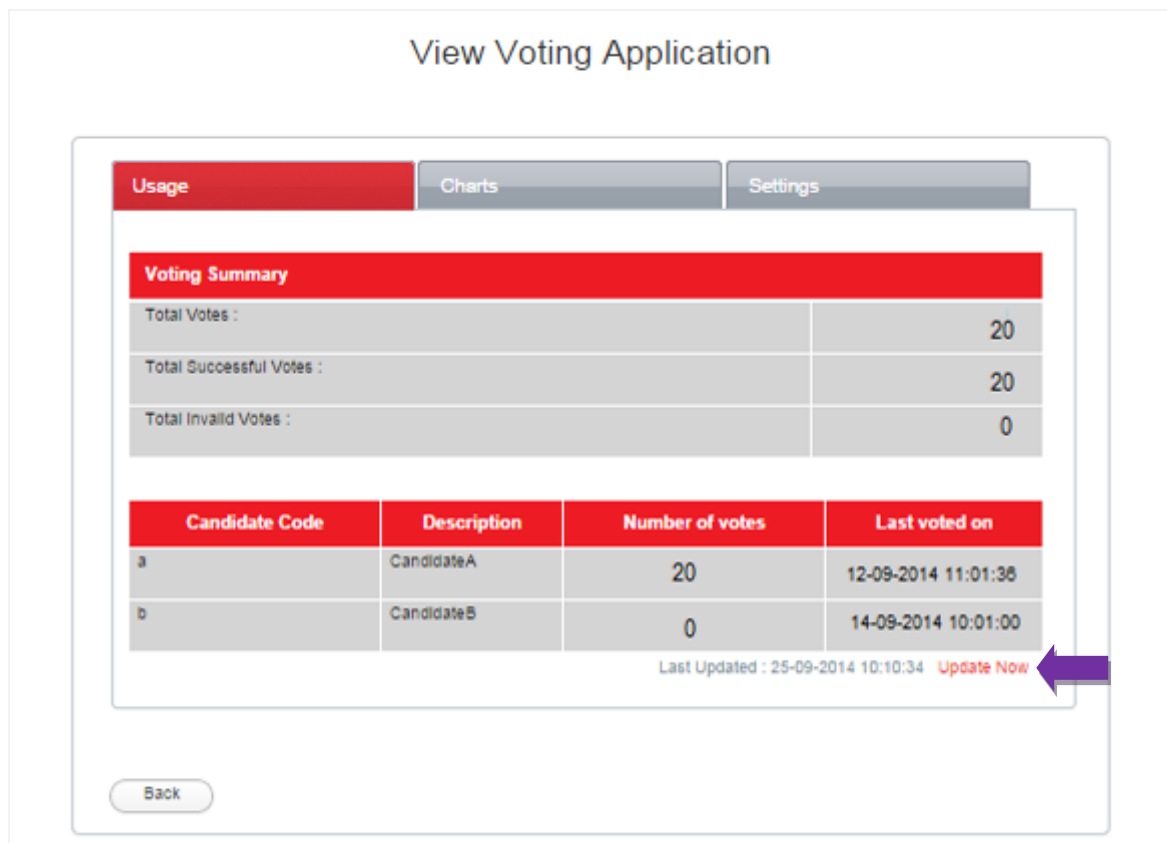 View Voting Application
Usage Charts Settings
Voting Summary
Total Votes : 20
Total Successful Votes : 20
Total Invalid Votes : 0
Candidate Code Description Number of votes Last voted on
a CandidateA 20 12-09-2014 11:01:36
b CandidateB 0 14-09-2014 10:01:00
Last Updated : 25-09-2014 10:10:34 Update Now
Back